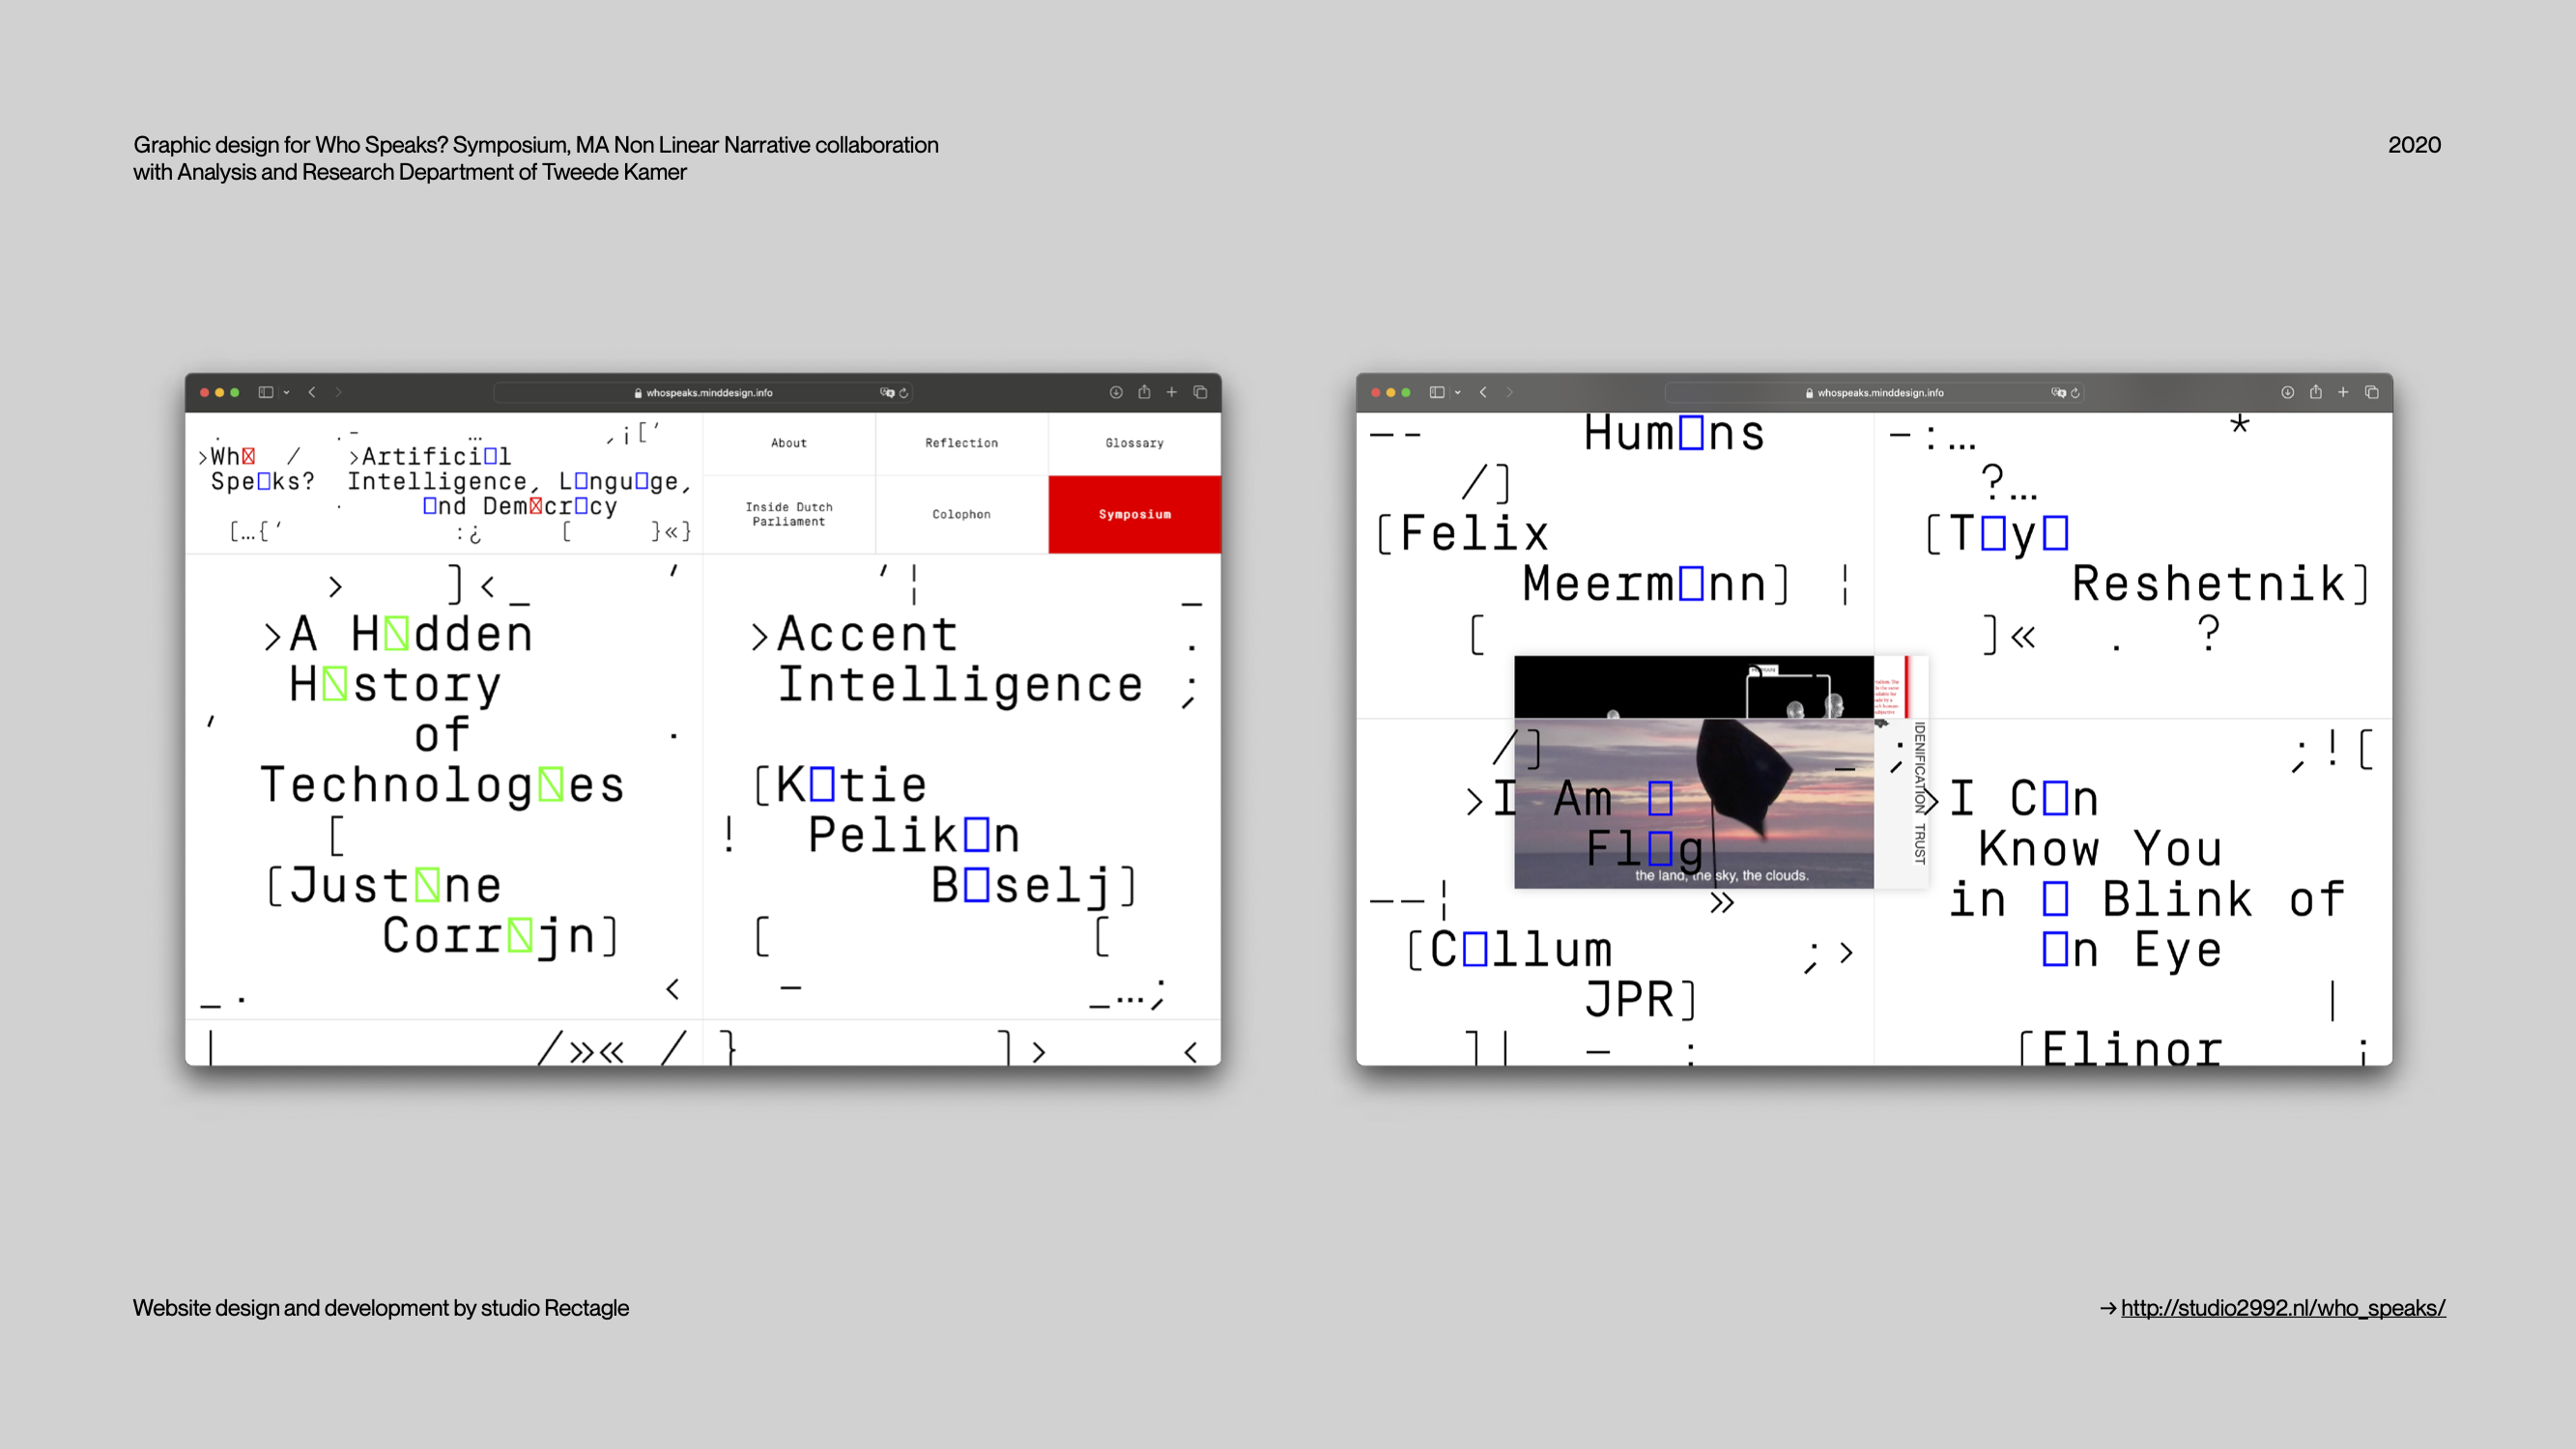 Graphic design for Who Speaks? Symposium, MA Non Linear Narrative collaboration
with Analysis and Research Department of Tweede Kamer
2020
whospeaks.minddesign.info
. . - … ,¡[′
>Wh☒ / >Artifici▯l
Spe▯ks? Intelligence, L▯ngu▯ge,
. ▯nd Dem☒cr▯cy
[…{′ :¿ [ }«}
About
Reflection
Glossary
Inside Dutch
Parliament
Colophon
Symposium
> ]<_ ′
>A H⍂dden
H⍂story
′ of .
Technolog⍂es
[
[Just⍂ne
Corr⍂jn]
<
_.
′ ¦
_
>Accent .
Intelligence ;
[K▯tie
! Pelik▯n
B▯selj]
[ [
– _…;
| /»« /
} ]> <
whospeaks.minddesign.info
-- Hum▯ns
/]
[Felix
Meerm▯nn] ¦
[
-:… *
?…
[T▯y▯
Reshetnik]
]« . ?
/] _ ;
>I Am ▯
Fl▯g
the land, the sky, the clouds.
IDENIFICATION TRUST
--¦ »
[C▯llum ;>
JPR]
]| – :
;![
>I C▯n
Know You
in ▯ Blink of
▯n Eye
|
[Elinor ¡
Website design and development by studio Rectagle
→ http://studio2992.nl/who_speaks/